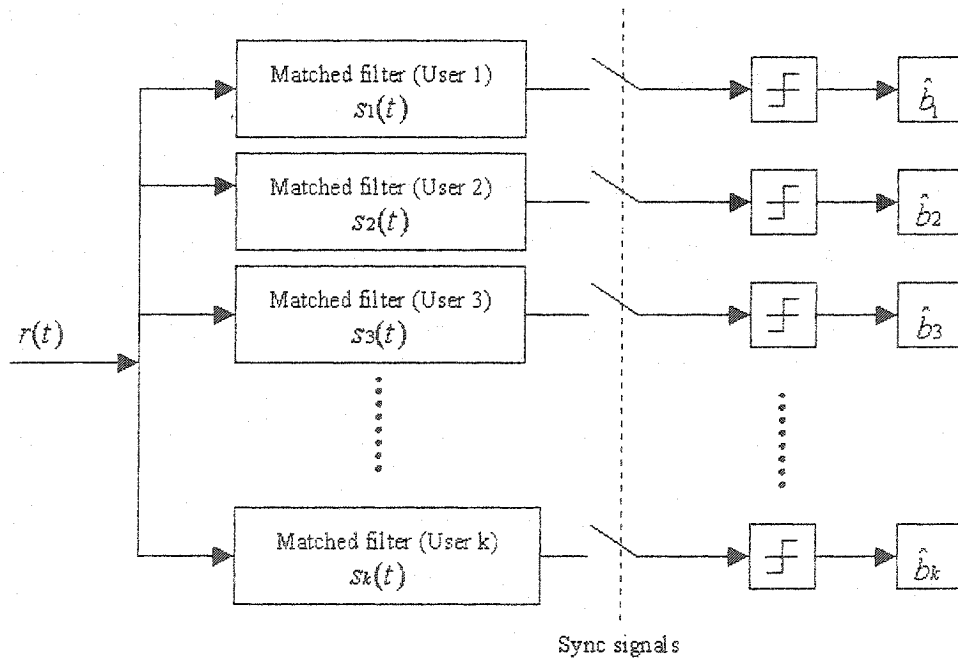 Matched filter (User 1)
s1(t)
b̂1
Matched filter (User 2)
s2(t)
b̂2
Matched filter (User 3)
s3(t)
b̂3
r(t)
Matched filter (User k)
sk(t)
b̂k
Sync signals